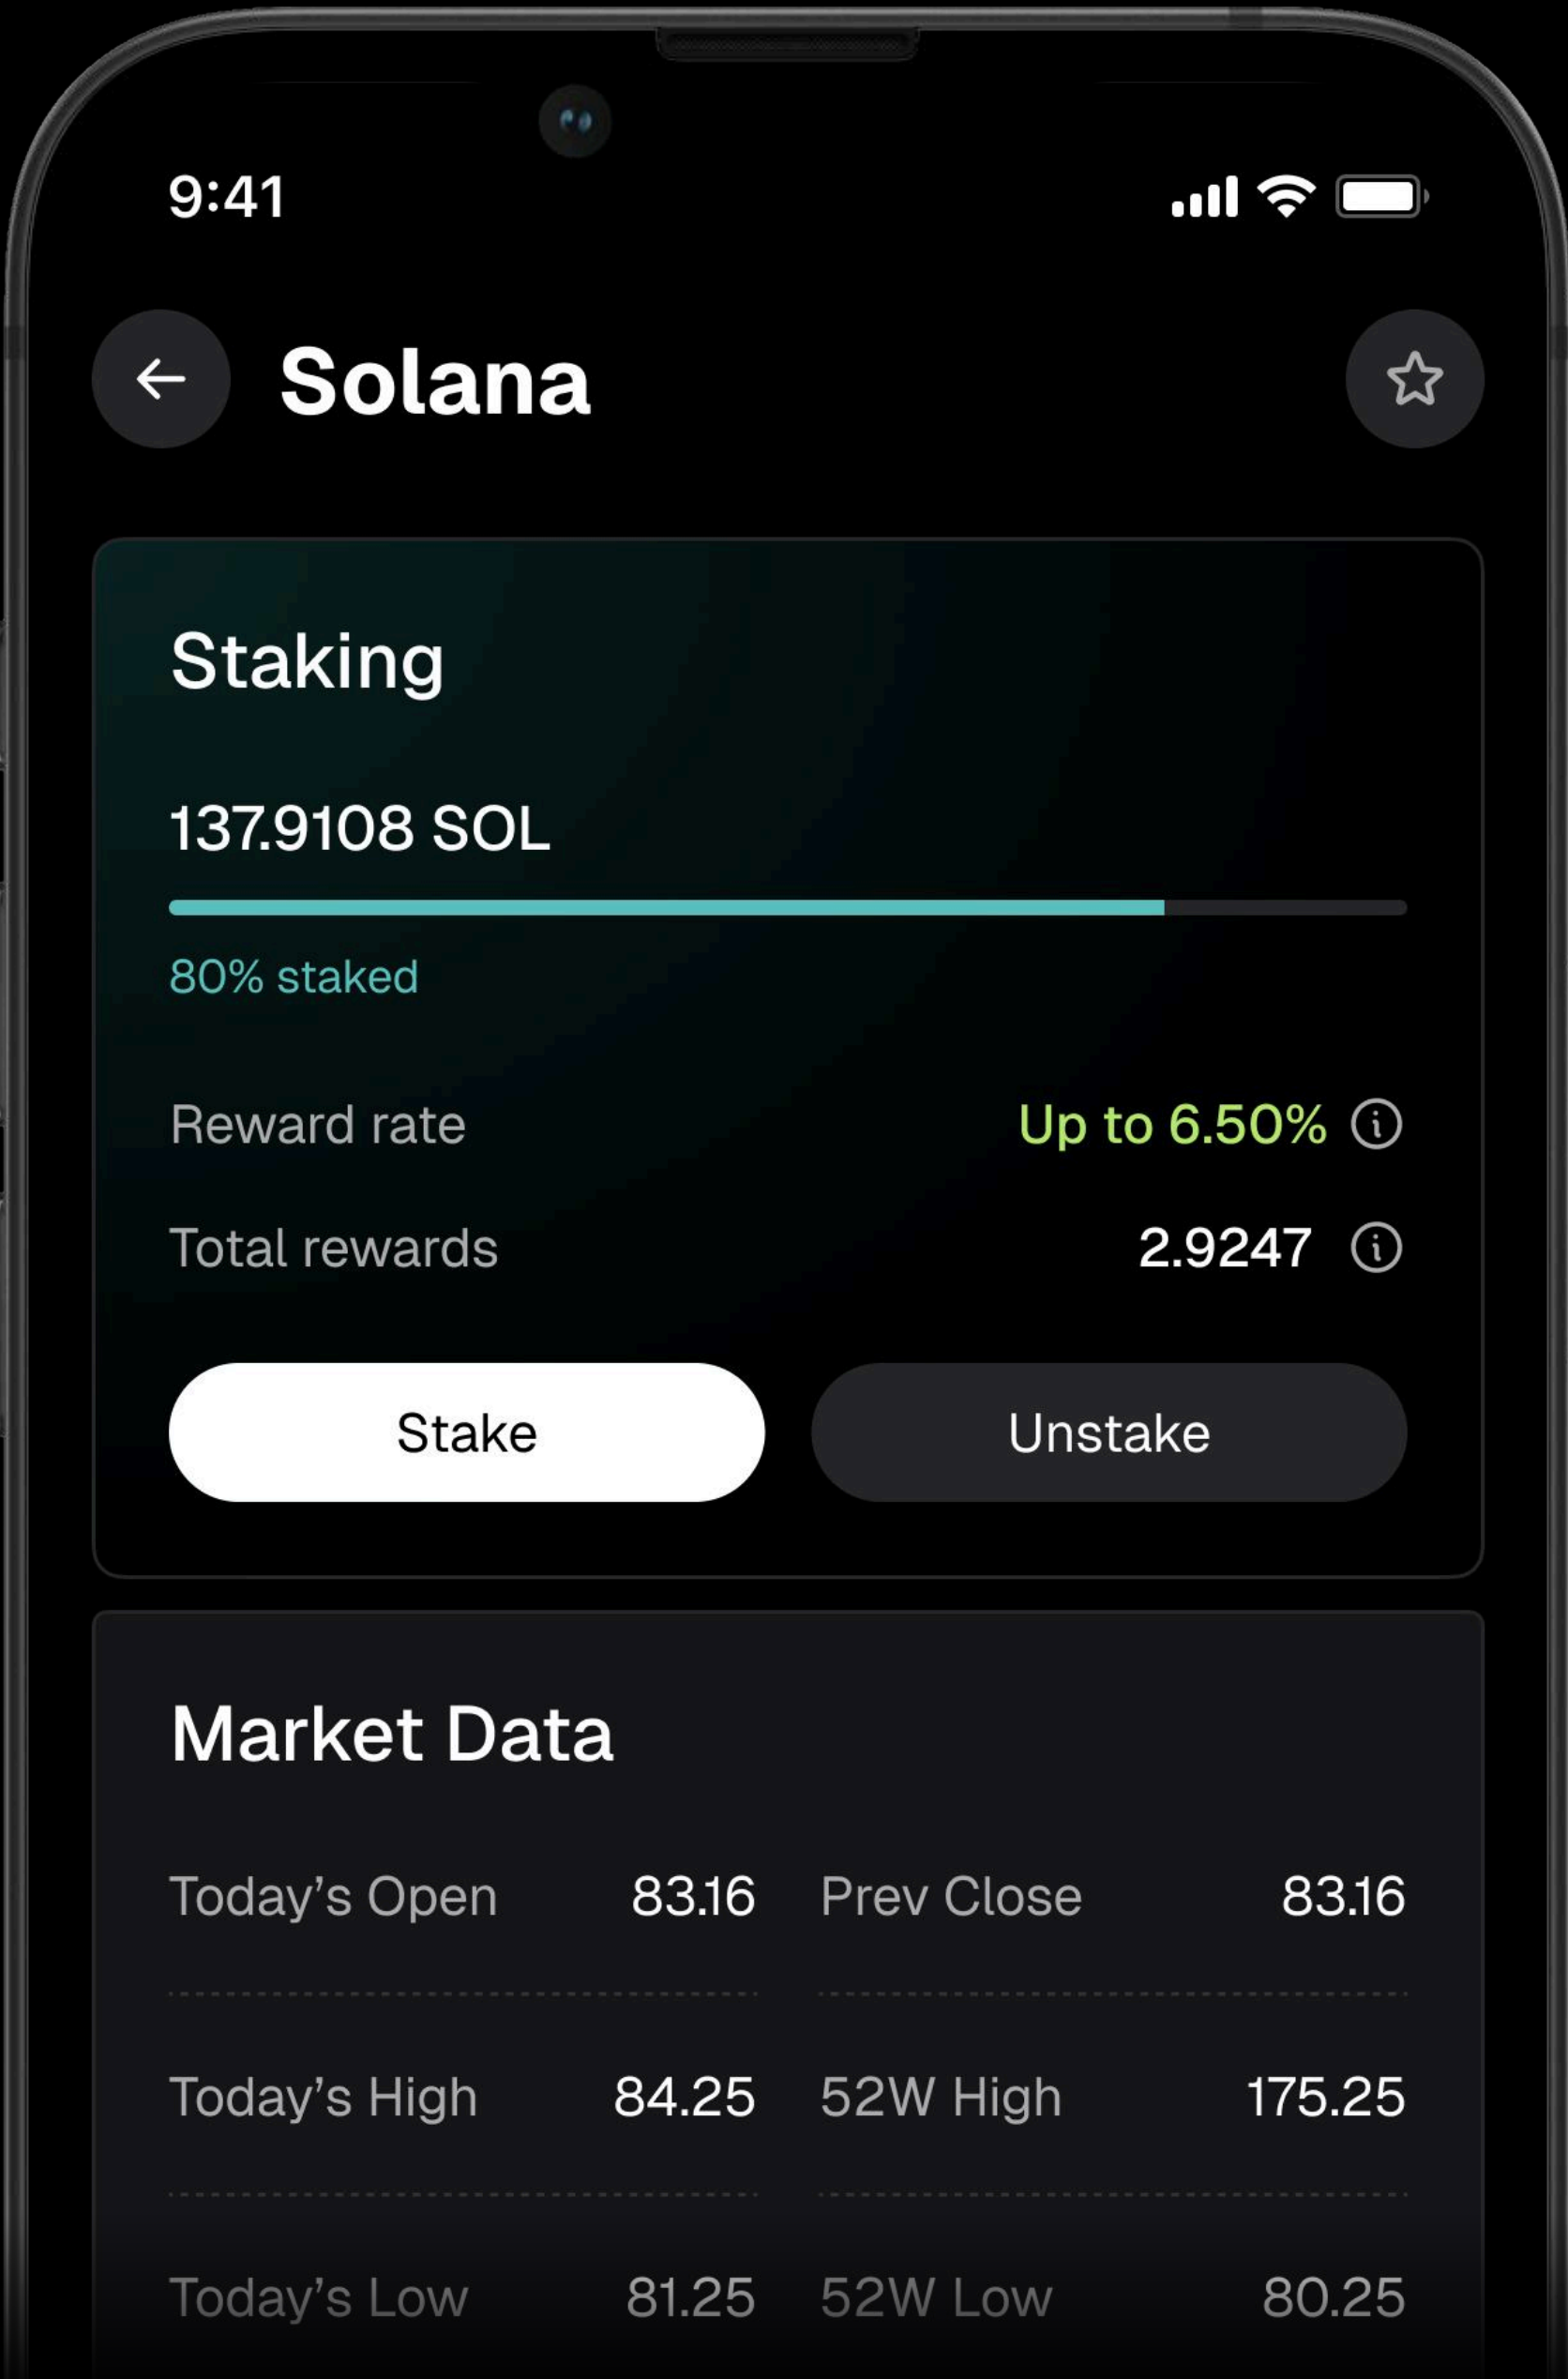 9:41
Solana
Staking
137.9108 SOL
80% staked
Reward rate Up to 6.50%
Total rewards 2.9247
Stake Unstake
Market Data
Today’s Open 83.16 Prev Close 83.16
Today’s High 84.25 52W High 175.25
Today’s Low 81.25 52W Low 80.25